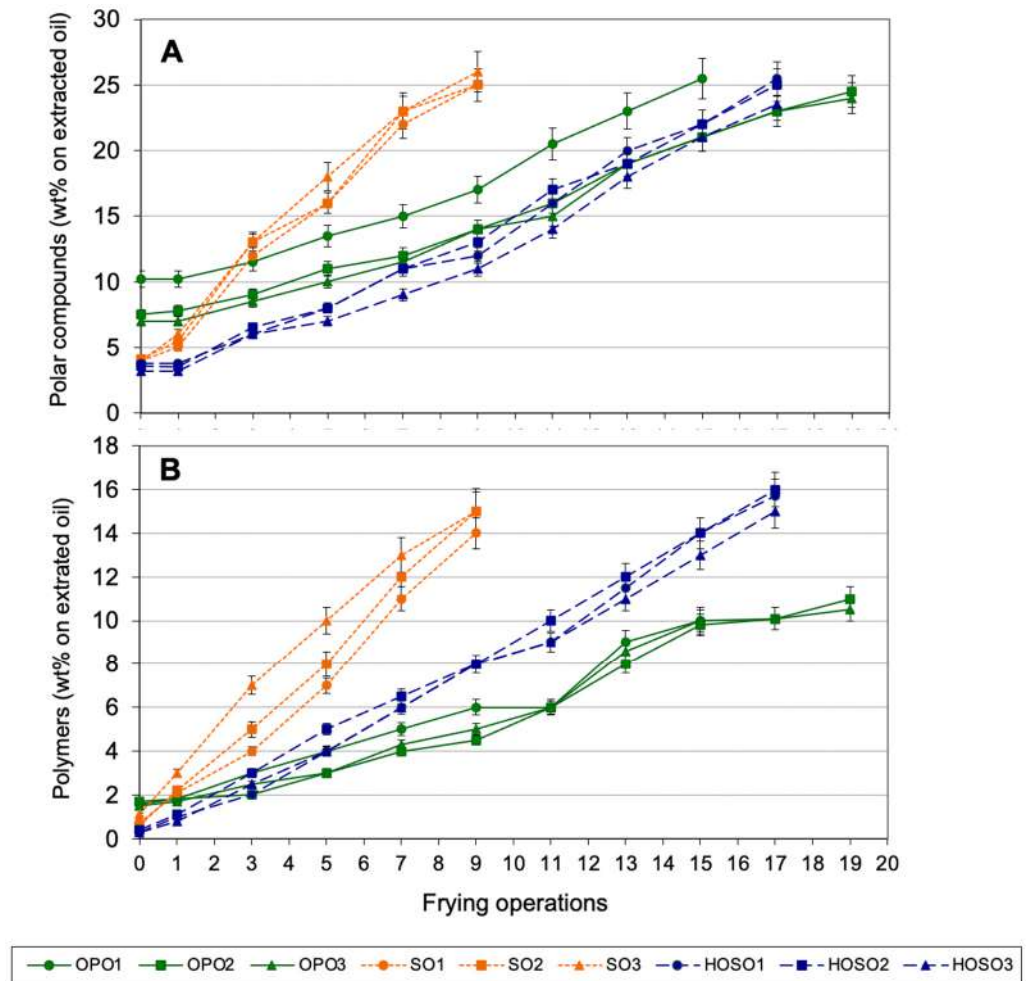 A
Polar compounds (wt% on extracted oil)
30
25
20
15
10
5
0
B
Polymers (wt% on extrated oil)
18
16
14
12
10
8
6
4
2
0
0 1 2 3 4 5 6 7 8 9 10 11 12 13 14 15 16 17 18 19 20
Frying operations
OPO1 OPO2 OPO3 SO1 SO2 SO3 HOSO1 HOSO2 HOSO3